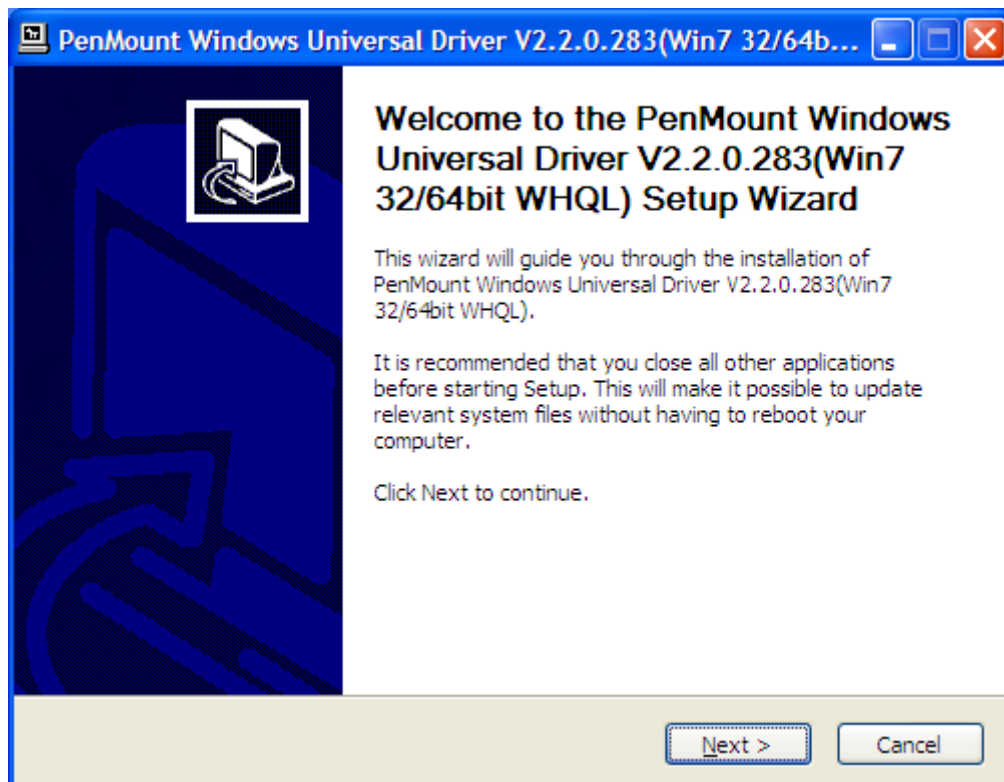 PenMount Windows Universal Driver V2.2.0.283(Win7 32/64b...
Welcome to the PenMount Windows
Universal Driver V2.2.0.283(Win7
32/64bit WHQL) Setup Wizard
This wizard will guide you through the installation of
PenMount Windows Universal Driver V2.2.0.283(Win7
32/64bit WHQL).
It is recommended that you close all other applications
before starting Setup. This will make it possible to update
relevant system files without having to reboot your
computer.
Click Next to continue.
Next >
Cancel